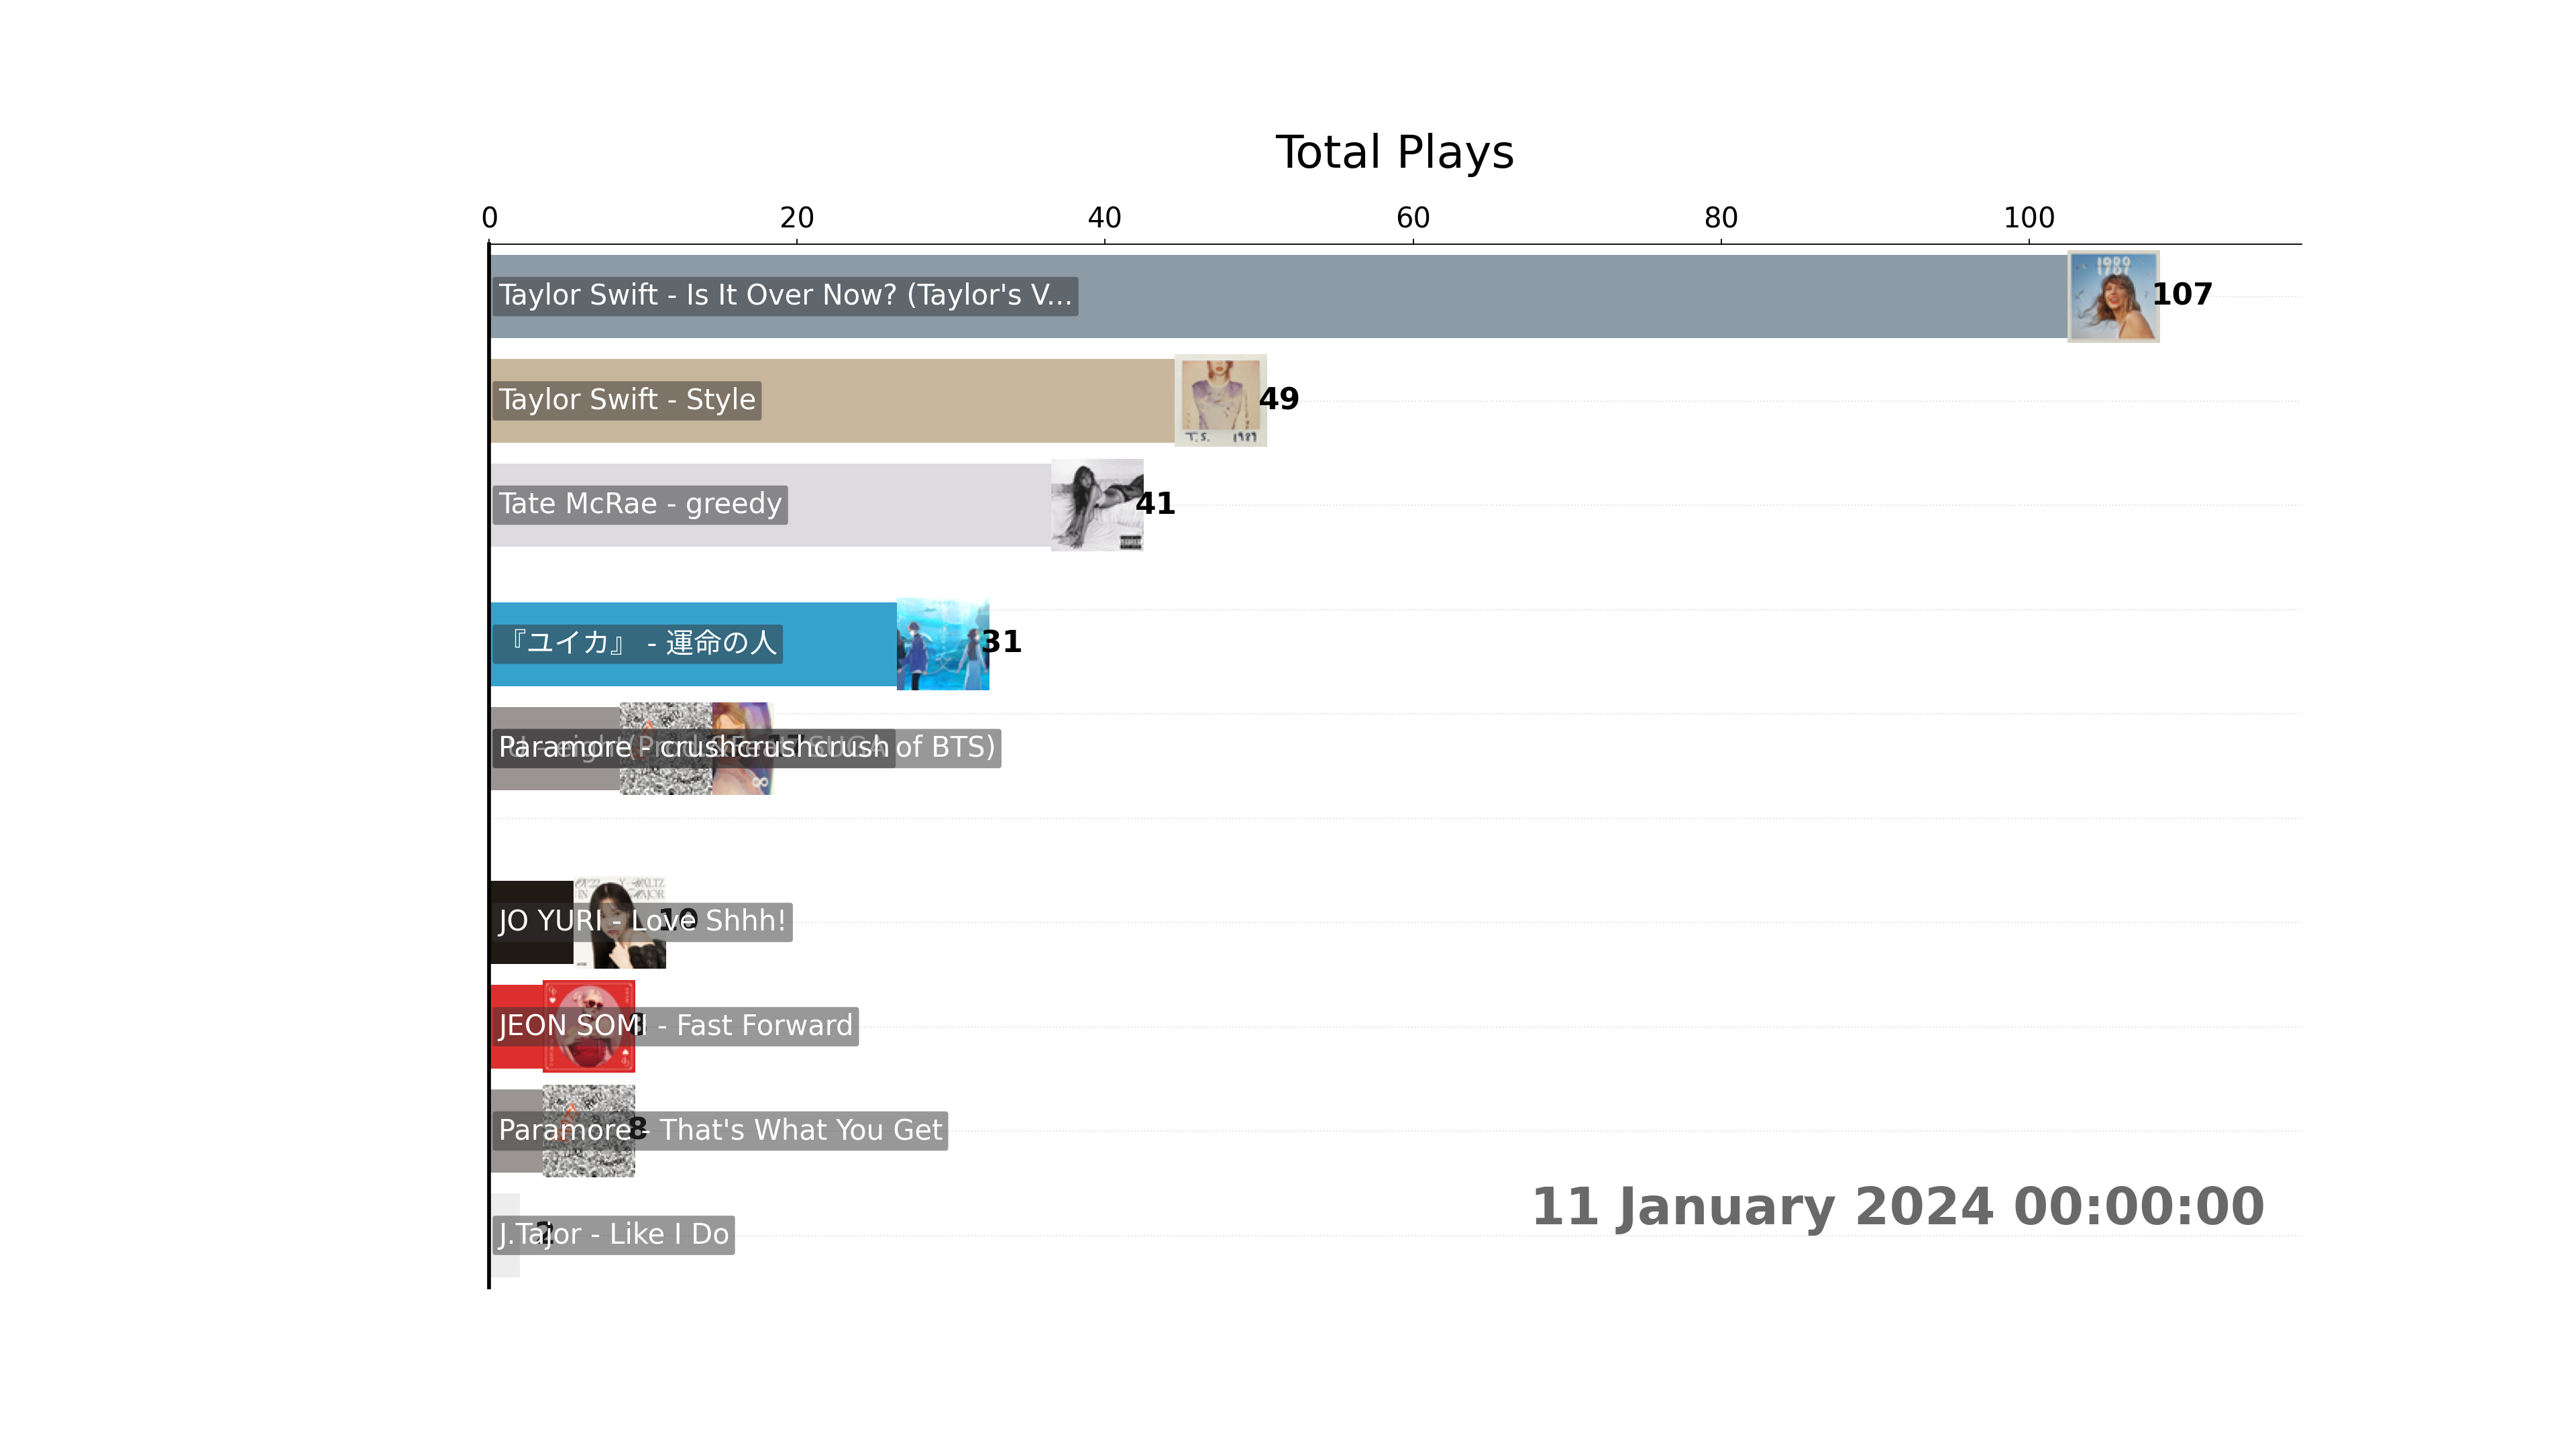 Total Plays
0 20 40 60 80 100
Taylor Swift - Is It Over Now? (Taylor's V...
107
Taylor Swift - Style
T.S. 1989
49
Tate McRae - greedy
41
『ユイカ』 - 運命の人
31
Paramore - crushcrushcrush
of BTS)
JO YURI - Love Shhh!
10
JEON SOMI - Fast Forward
Paramore - That's What You Get
8
J.Tajor - Like I Do
2
11 January 2024 00:00:00